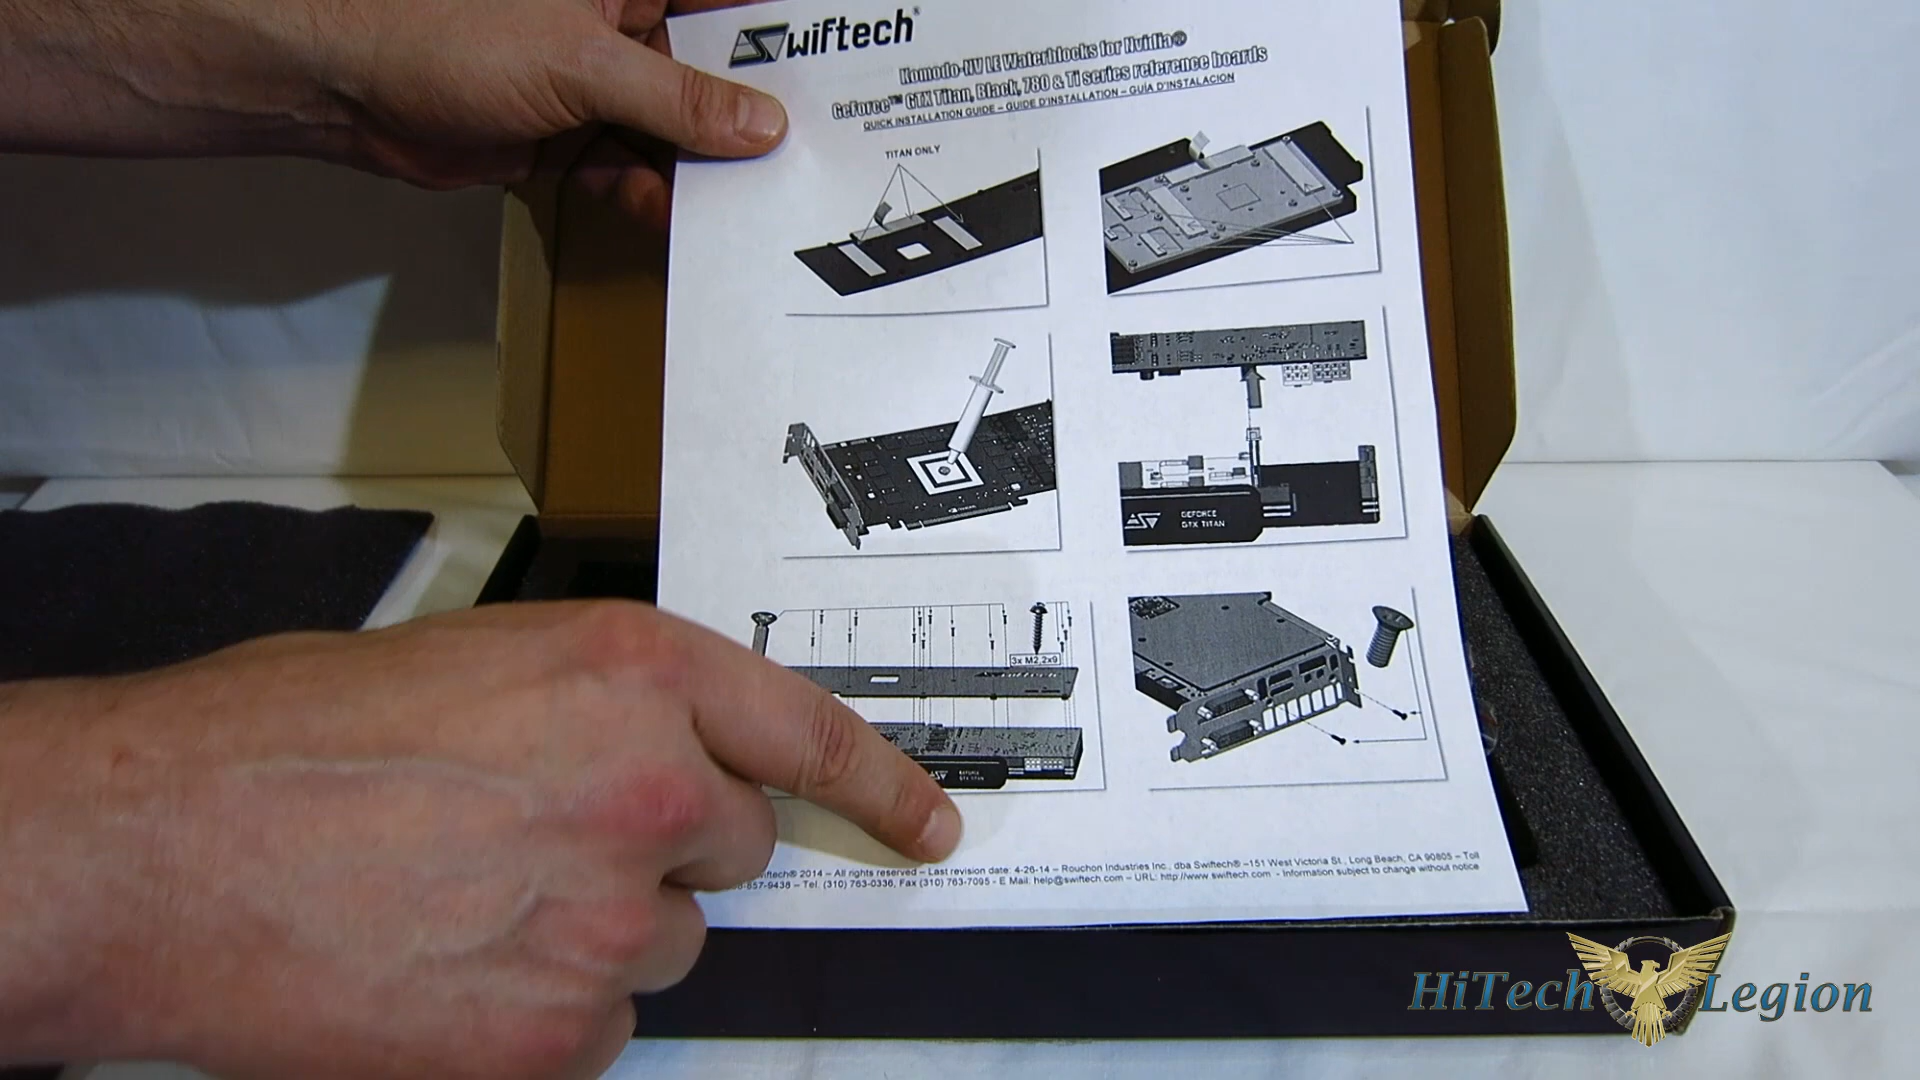 Swiftech®
Komodo-NV LE Waterblocks for Nvidia®
GeForce™ GTX Titan, Black, 780 & Ti series reference boards
QUICK INSTALLATION GUIDE – GUIDE D'INSTALLATION – GUÍA D'INSTALACION
TITAN ONLY
GEFORCE
GTX TITAN
3x M2,2x9
Swiftech
GEFORCE
GTX TITAN
wiftech® 2014 – All rights reserved – Last revision date: 4-26-14 – Rouchon Industries Inc., dba Swiftech® –151 West Victoria St., Long Beach, CA 90805 – Toll
857-9438 – Tel. (310) 763-0336, Fax (310) 763-7095 - E Mail: help@swiftech.com – URL: http://www.swiftech.com - Information subject to change without notice
HiTech Legion